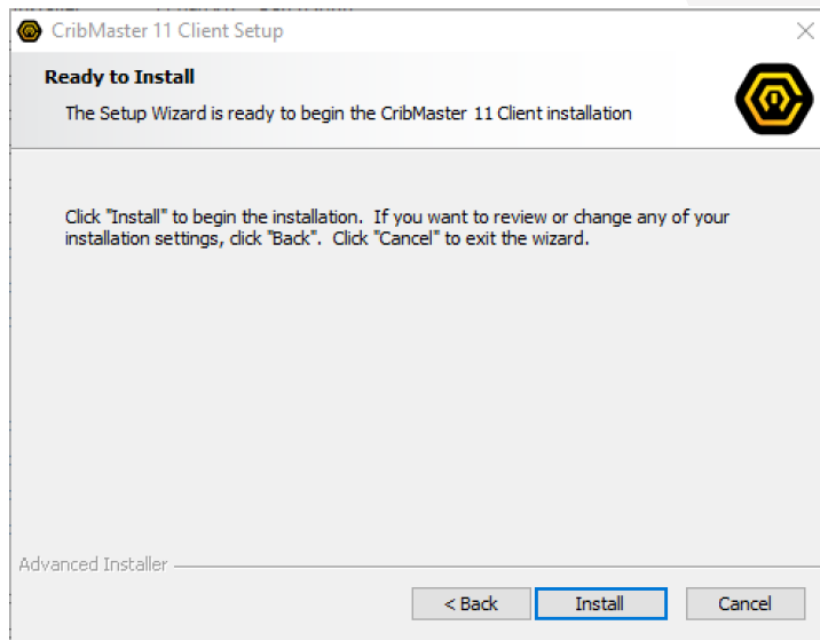 CribMaster 11 Client Setup
Ready to Install
The Setup Wizard is ready to begin the CribMaster 11 Client installation
Click "Install" to begin the installation. If you want to review or change any of your
installation settings, click "Back". Click "Cancel" to exit the wizard.
Advanced Installer
< Back Install Cancel